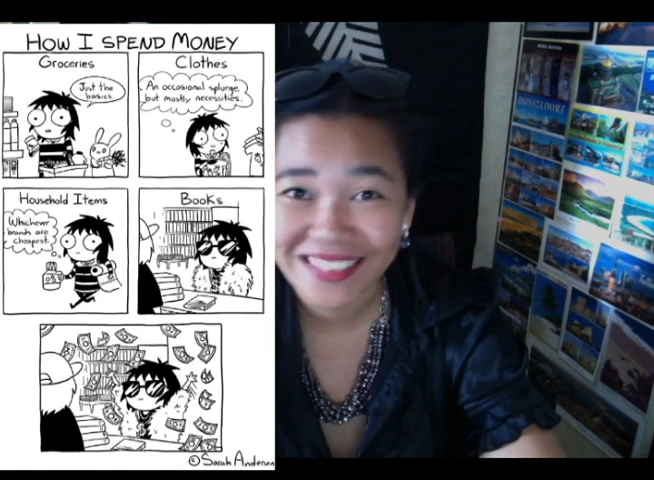 HOW I SPEND MONEY
Groceries
Just the
basics.
Clothes
An occasional splurge,
but mostly necessities.
Household Items
Whichever
brands are
cheapest.
Books
© Sarah Andersen
DÜSSELDORF